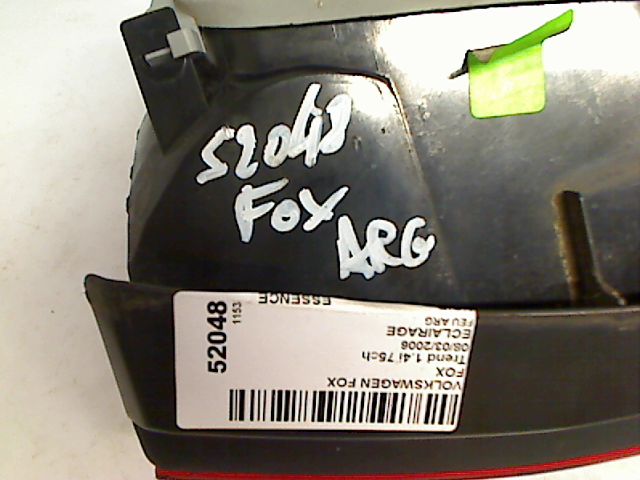 52048
FOX
ARG
VOLKSWAGEN FOX
FOX
Trend 1.4i 75ch
08/03/2006
ECLAIRAGE
FEU ARG
ESSENCE
52048
1153